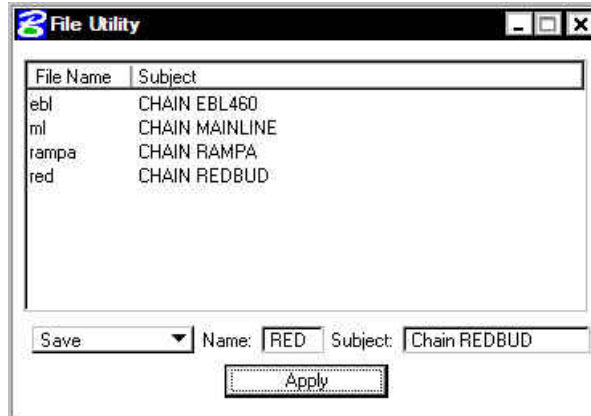 File Utility
File Name Subject
ebl CHAIN EBL460
ml CHAIN MAINLINE
rampa CHAIN RAMPA
red CHAIN REDBUD
Save Name: RED Subject: Chain REDBUD
Apply